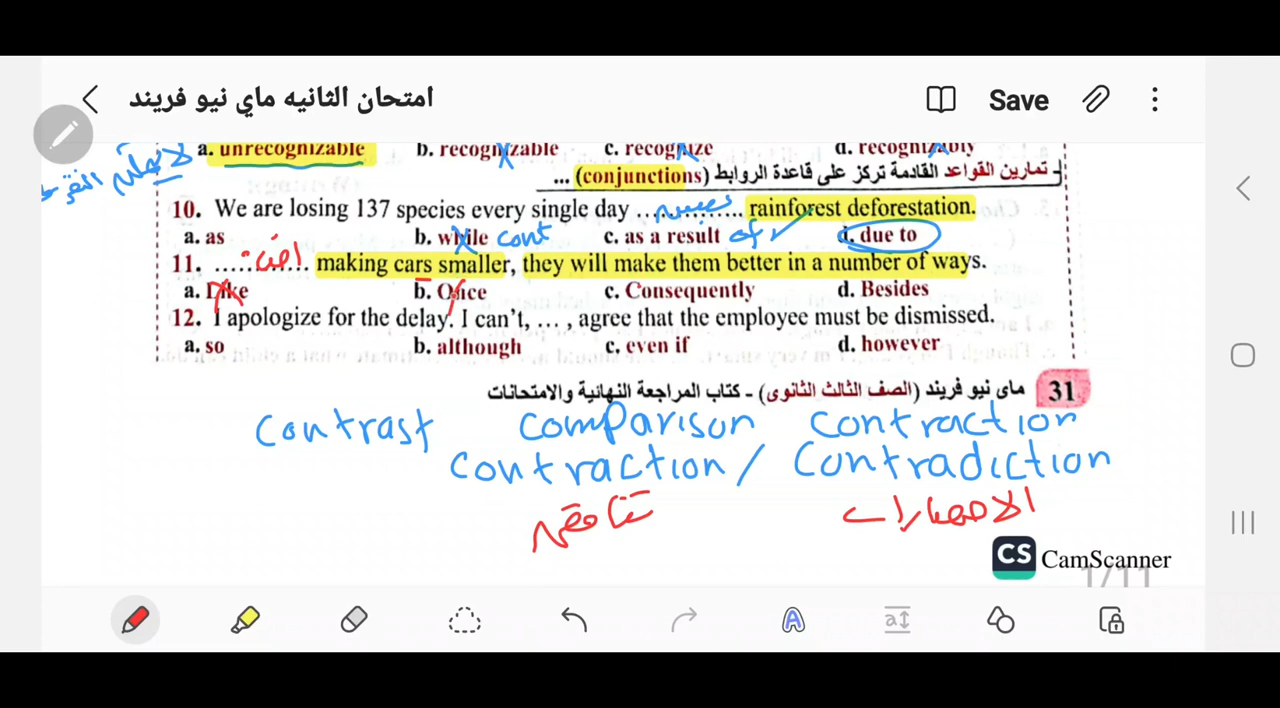 امتحان الثانيه ماي نيو فريند
Save
a. unrecognizable b. recognizable c. recognize d. recognizably
تمارين القواعد القادمة تركز على قاعدة الروابط (conjunctions) ...
10. We are losing 137 species every single day ............... rainforest deforestation.
a. as b. while cont c. as a result of d. due to
11. ............... making cars smaller, they will make them better in a number of ways.
a. Like b. Once c. Consequently d. Besides
12. I apologize for the delay. I can't, ... , agree that the employee must be dismissed.
a. so b. although c. even if d. however
31 ماى نيو فريند (الصف الثالث الثانوى) - كتاب المراجعة النهائية والامتحانات
contrast comparison contraction
contraction / contradiction
CS CamScanner
1/11